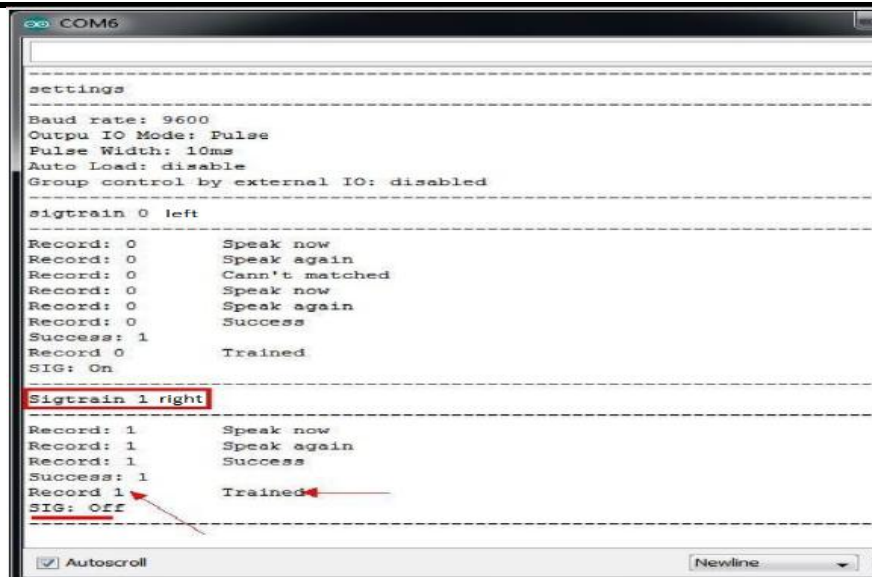 COM6
settings
Baud rate: 9600
Outpu IO Mode: Pulse
Pulse Width: 10ms
Auto Load: disable
Group control by external IO: disabled
sigtrain 0 left
Record: 0 Speak now
Record: 0 Speak again
Record: 0 Cann't matched
Record: 0 Speak now
Record: 0 Speak again
Record: 0 Success
Success: 1
Record 0 Trained
SIG: On
Sigtrain 1 right
Record: 1 Speak now
Record: 1 Speak again
Record: 1 Success
Success: 1
Record 1 Trained
SIG: Off
Autoscroll Newline